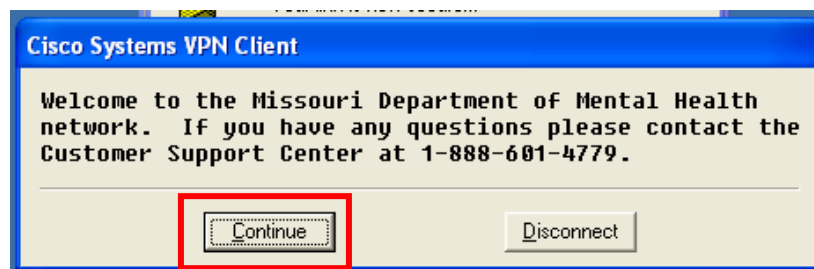 Cisco Systems VPN Client
Welcome to the Missouri Department of Mental Health
network.  If you have any questions please contact the
Customer Support Center at 1-888-601-4779.
Continue
Disconnect